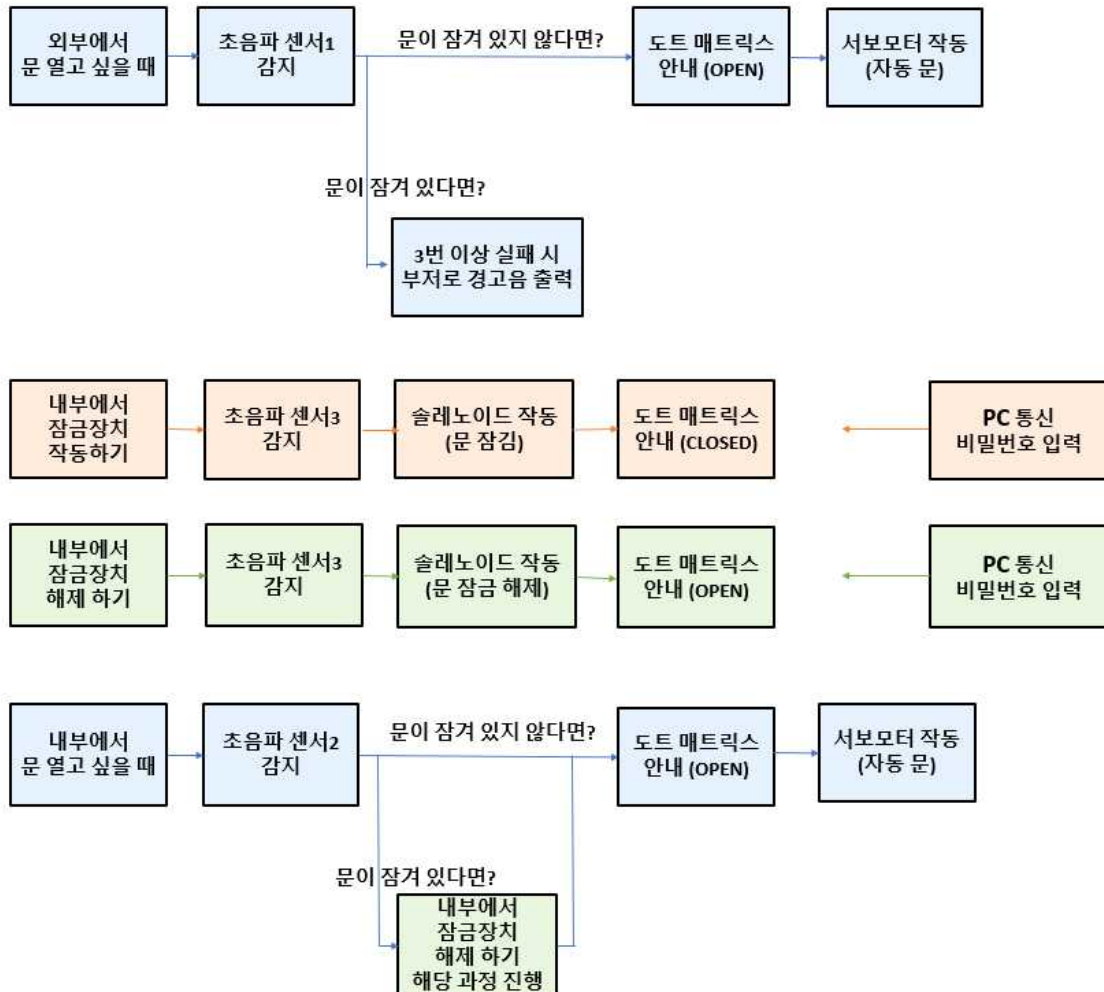 외부에서
문 열고 싶을 때
초음파 센서1
감지
문이 잠겨 있지 않다면?
도트 매트릭스
안내 (OPEN)
서보모터 작동
(자동 문)
문이 잠겨 있다면?
3번 이상 실패 시
부저로 경고음 출력
내부에서
잠금장치
작동하기
초음파 센서3
감지
솔레노이드 작동
(문 잠김)
도트 매트릭스
안내 (CLOSED)
PC 통신
비밀번호 입력
내부에서
잠금장치
해제 하기
초음파 센서3
감지
솔레노이드 작동
(문 잠금 해제)
도트 매트릭스
안내 (OPEN)
PC 통신
비밀번호 입력
내부에서
문 열고 싶을 때
초음파 센서2
감지
문이 잠겨 있지 않다면?
도트 매트릭스
안내 (OPEN)
서보모터 작동
(자동 문)
문이 잠겨 있다면?
내부에서
잠금장치
해제 하기
해당 과정 진행